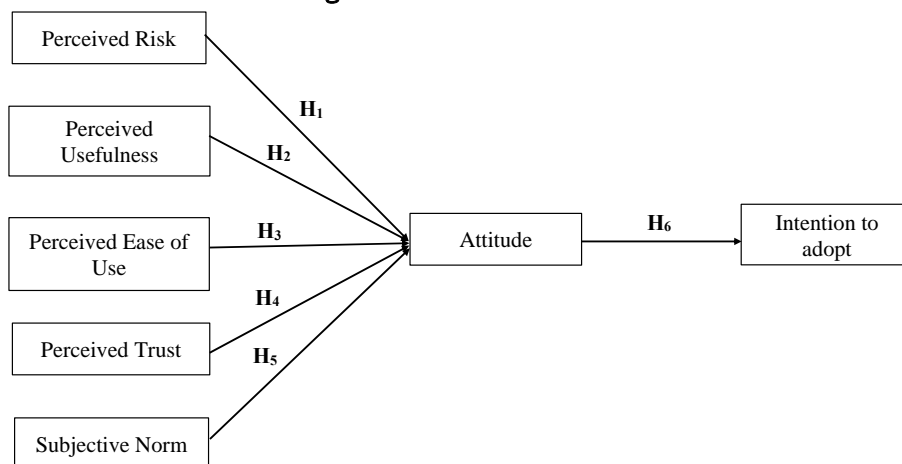 Perceived Risk
H1
Perceived
Usefulness
H2
Perceived Ease of
Use
H3
Attitude
H6
Intention to
adopt
H4
Perceived Trust
H5
Subjective Norm